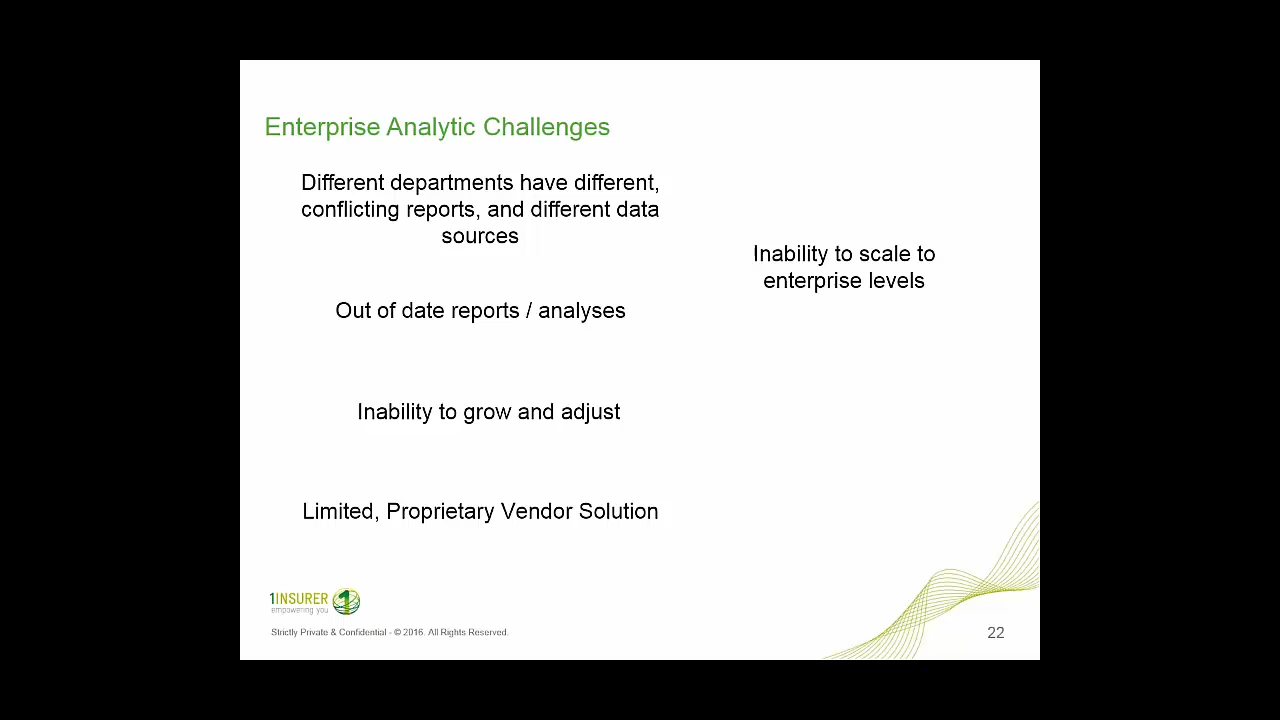 Enterprise Analytic Challenges
Different departments have different,
conflicting reports, and different data
sources
Inability to scale to
enterprise levels
Out of date reports / analyses
Inability to grow and adjust
Limited, Proprietary Vendor Solution
1INSURER
empowering you
1
Strictly Private & Confidential - © 2016. All Rights Reserved.
22